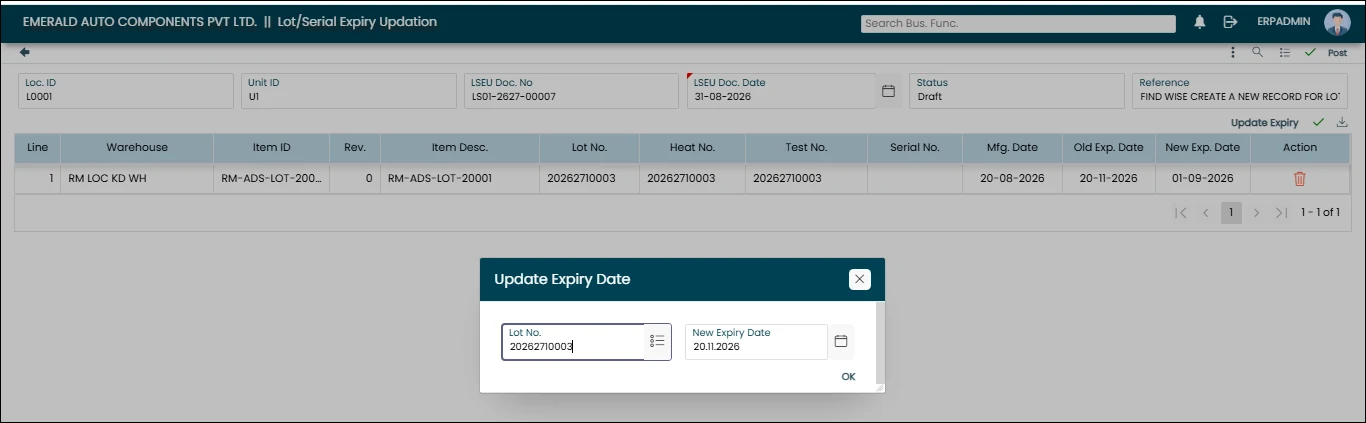 EMERALD AUTO COMPONENTS PVT LTD. || Lot/Serial Expiry Updation
Search Bus. Func.
ERPADMIN
Post
Loc. ID
L0001
Unit ID
U1
LSEU Doc. No
LS01-2627-00007
LSEU Doc. Date
31-08-2026
Status
Draft
Reference
FIND WISE CREATE A NEW RECORD FOR LOT
Update Expiry
Line Warehouse Item ID Rev. Item Desc. Lot No. Heat No. Test No. Serial No. Mfg. Date Old Exp. Date New Exp. Date Action
1 RM LOC KD WH RM-ADS-LOT-200... 0 RM-ADS-LOT-20001 20262710003 20262710003 20262710003 20-08-2026 20-11-2026 01-09-2026
1 1 - 1 of 1
Update Expiry Date
Lot No.
20262710003
New Expiry Date
20.11.2026
OK